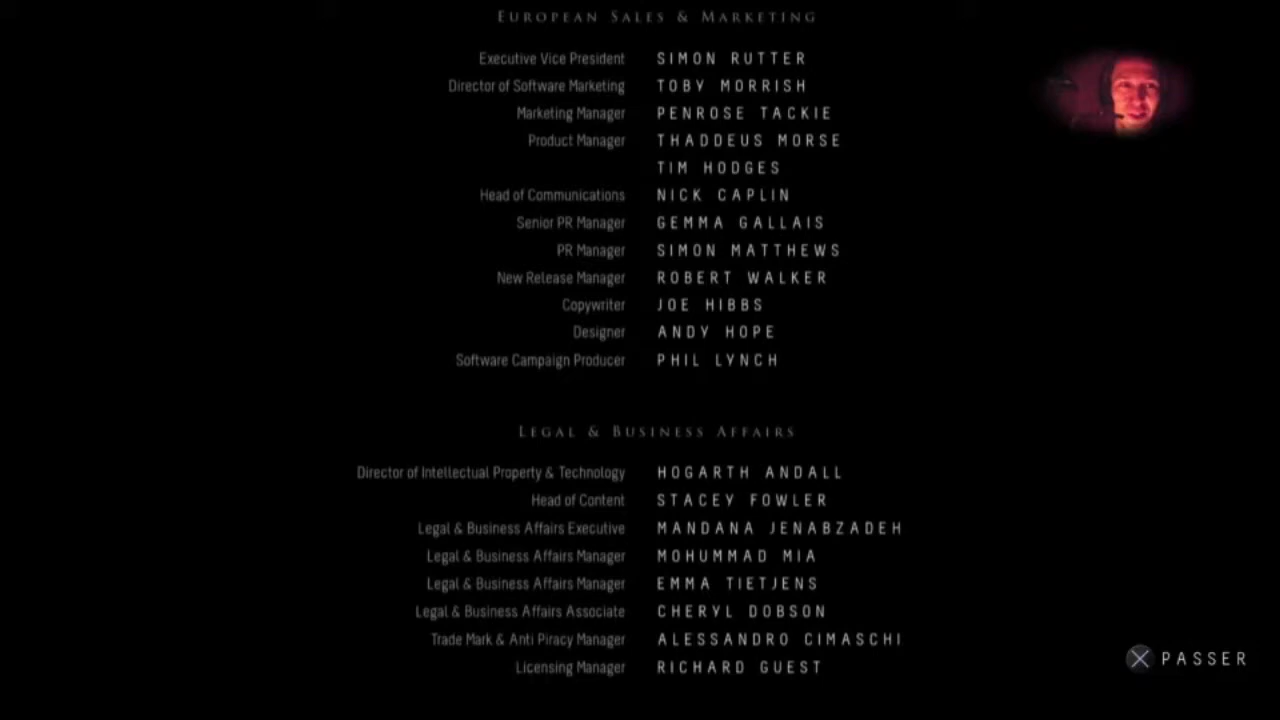 EUROPEAN SALES & MARKETING
Executive Vice President SIMON RUTTER
Director of Software Marketing TOBY MORRISH
Marketing Manager PENROSE TACKIE
Product Manager THADDEUS MORSE
TIM HODGES
Head of Communications NICK CAPLIN
Senior PR Manager GEMMA GALLAIS
PR Manager SIMON MATTHEWS
New Release Manager ROBERT WALKER
Copywriter JOE HIBBS
Designer ANDY HOPE
Software Campaign Producer PHIL LYNCH
LEGAL & BUSINESS AFFAIRS
Director of Intellectual Property & Technology HOGARTH ANDALL
Head of Content STACEY FOWLER
Legal & Business Affairs Executive MANDANA JENABZADEH
Legal & Business Affairs Manager MOHUMMAD MIA
Legal & Business Affairs Manager EMMA TIETJENS
Legal & Business Affairs Associate CHERYL DOBSON
Trade Mark & Anti Piracy Manager ALESSANDRO CIMASCHI
Licensing Manager RICHARD GUEST
PASSER